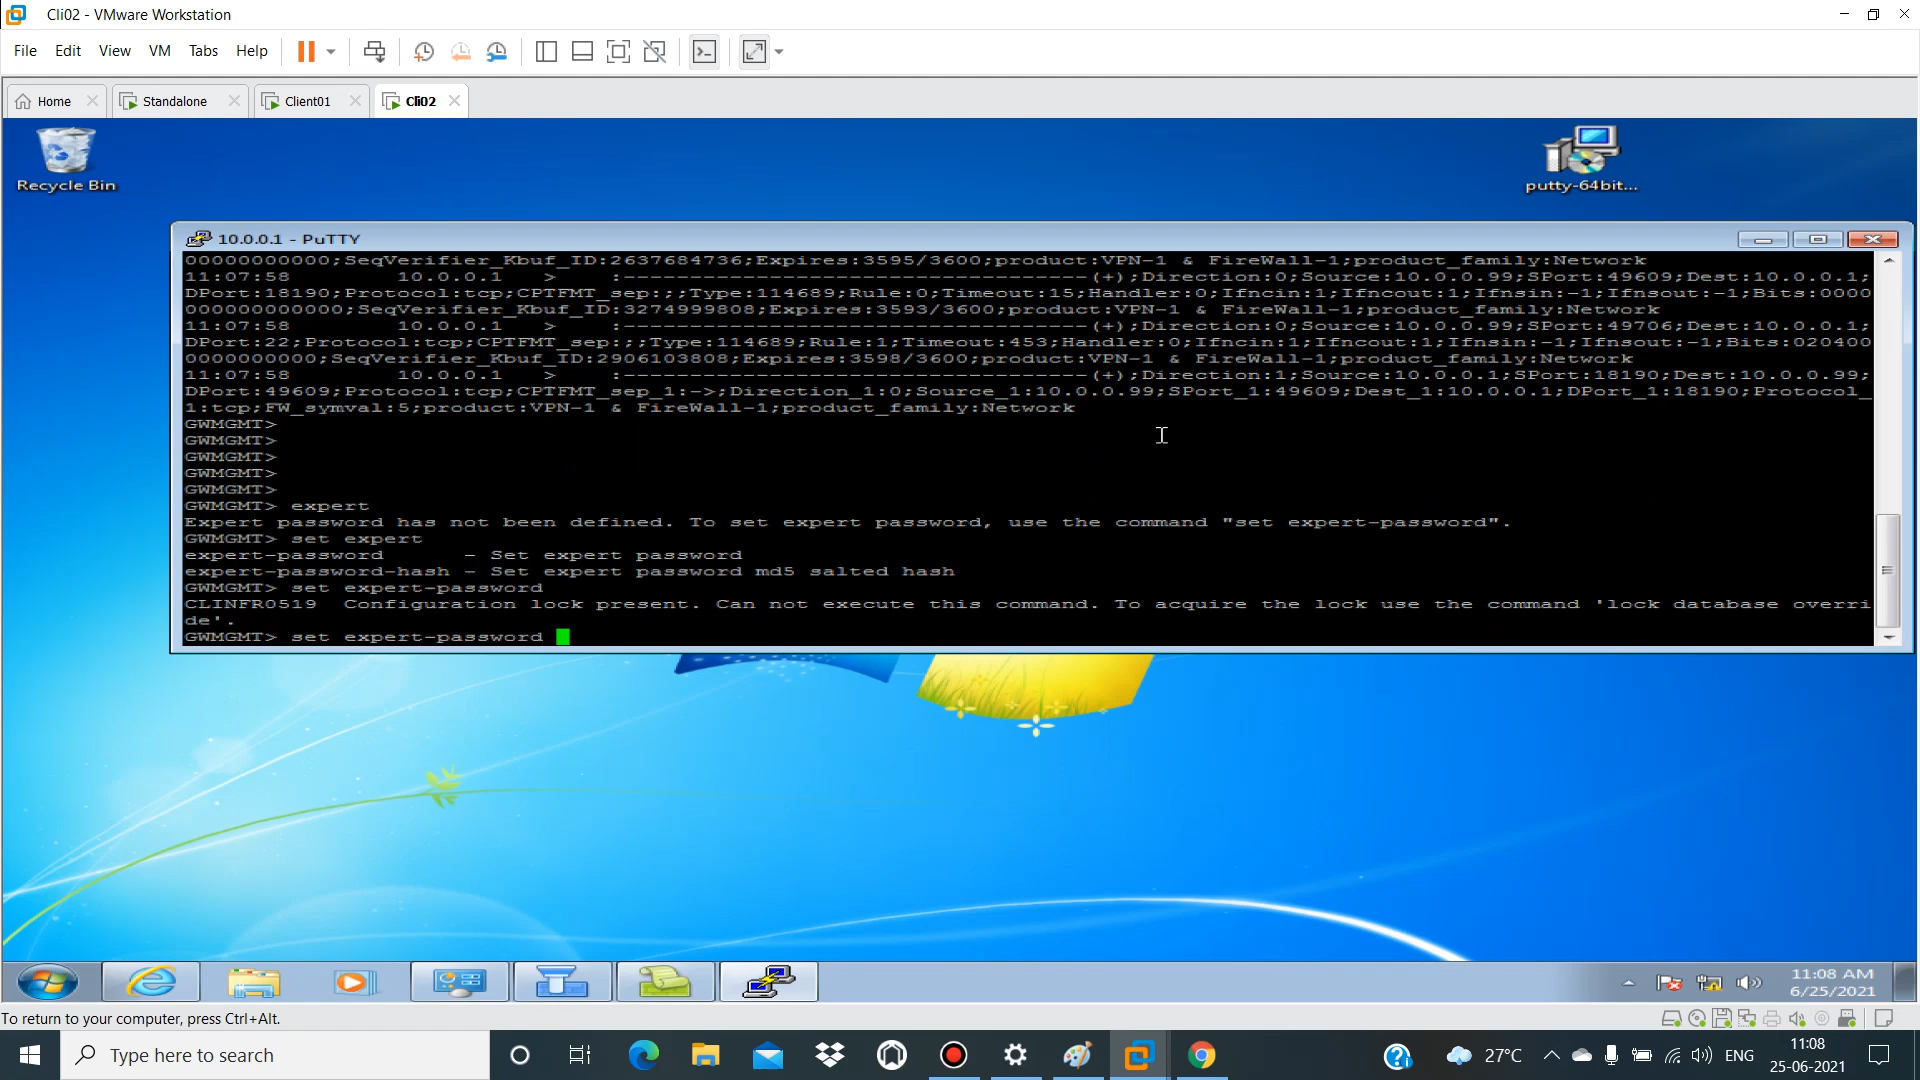 Cli02 - VMware Workstation
File Edit View VM Tabs Help
Home Standalone Client01 Cli02
Recycle Bin
putty-64bit...
10.0.0.1 - PuTTY
00000000000;SeqVerifier_Kbuf_ID:2637684736;Expires:3595/3600;product:VPN-1 & FireWall-1;product_family:Network
11:07:58 10.0.0.1 > :-----------------------------------(+);Direction:0;Source:10.0.0.99;SPort:49609;Dest:10.0.0.1;
DPort:18190;Protocol:tcp;CPTFMT_sep:;;Type:114689;Rule:0;Timeout:15;Handler:0;Ifncin:1;Ifncout:1;Ifnsin:-1;Ifnsout:-1;Bits:0000
000000000000;SeqVerifier_Kbuf_ID:3274999808;Expires:3593/3600;product:VPN-1 & FireWall-1;product_family:Network
11:07:58 10.0.0.1 > :-----------------------------------(+);Direction:0;Source:10.0.0.99;SPort:49706;Dest:10.0.0.1;
DPort:22;Protocol:tcp;CPTFMT_sep:;;Type:114689;Rule:1;Timeout:453;Handler:0;Ifncin:1;Ifncout:1;Ifnsin:-1;Ifnsout:-1;Bits:020400
0000000000;SeqVerifier_Kbuf_ID:2906103808;Expires:3598/3600;product:VPN-1 & FireWall-1;product_family:Network
11:07:58 10.0.0.1 > :-----------------------------------(+);Direction:1;Source:10.0.0.1;SPort:18190;Dest:10.0.0.99;
DPort:49609;Protocol:tcp;CPTFMT_sep_1:->;Direction_1:0;Source_1:10.0.0.99;SPort_1:49609;Dest_1:10.0.0.1;DPort_1:18190;Protocol_
1:tcp;FW_symval:5;product:VPN-1 & FireWall-1;product_family:Network
GWMGMT>
GWMGMT>
GWMGMT>
GWMGMT>
GWMGMT>
GWMGMT> expert
Expert password has not been defined. To set expert password, use the command "set expert-password".
GWMGMT> set expert
expert-password - Set expert password
expert-password-hash - Set expert password md5 salted hash
GWMGMT> set expert-password
CLINFR0519 Configuration lock present. Can not execute this command. To acquire the lock use the command 'lock database overri
de'.
GWMGMT> set expert-password
11:08 AM
6/25/2021
To return to your computer, press Ctrl+Alt.
Type here to search
27°C
ENG
11:08
25-06-2021